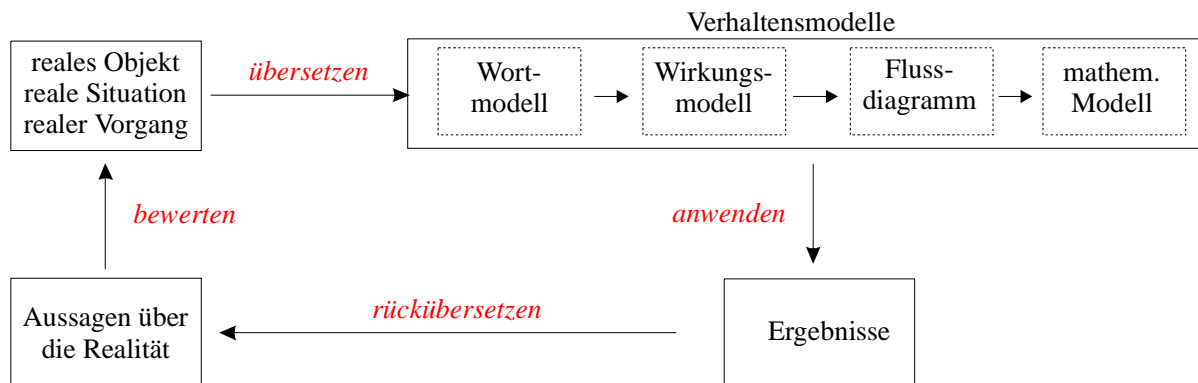 Verhaltensmodelle
reales Objekt
reale Situation
realer Vorgang
übersetzen
Wort-
modell
Wirkungs-
modell
Fluss-
diagramm
mathem.
Modell
bewerten
anwenden
Aussagen über
die Realität
rückübersetzen
Ergebnisse